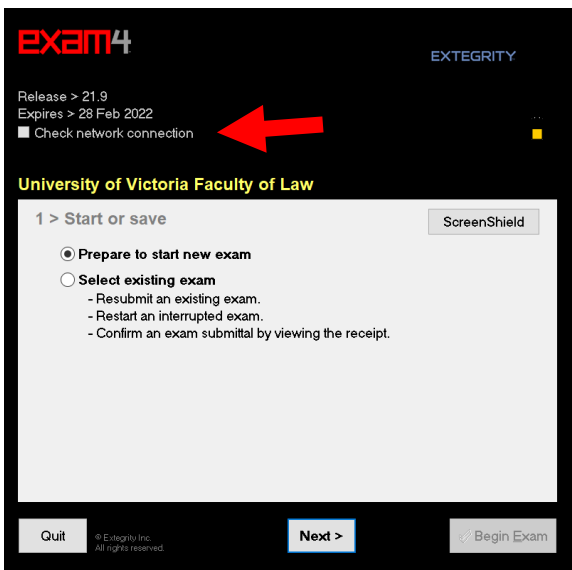 exam4
EXTEGRITY
Release > 21.9
Expires > 28 Feb 2022
Check network connection
University of Victoria Faculty of Law
1 > Start or save
ScreenShield
Prepare to start new exam
Select existing exam
- Resubmit an existing exam.
- Restart an interrupted exam.
- Confirm an exam submittal by viewing the receipt.
Quit
© Extegrity Inc.
All rights reserved.
Next >
Begin Exam